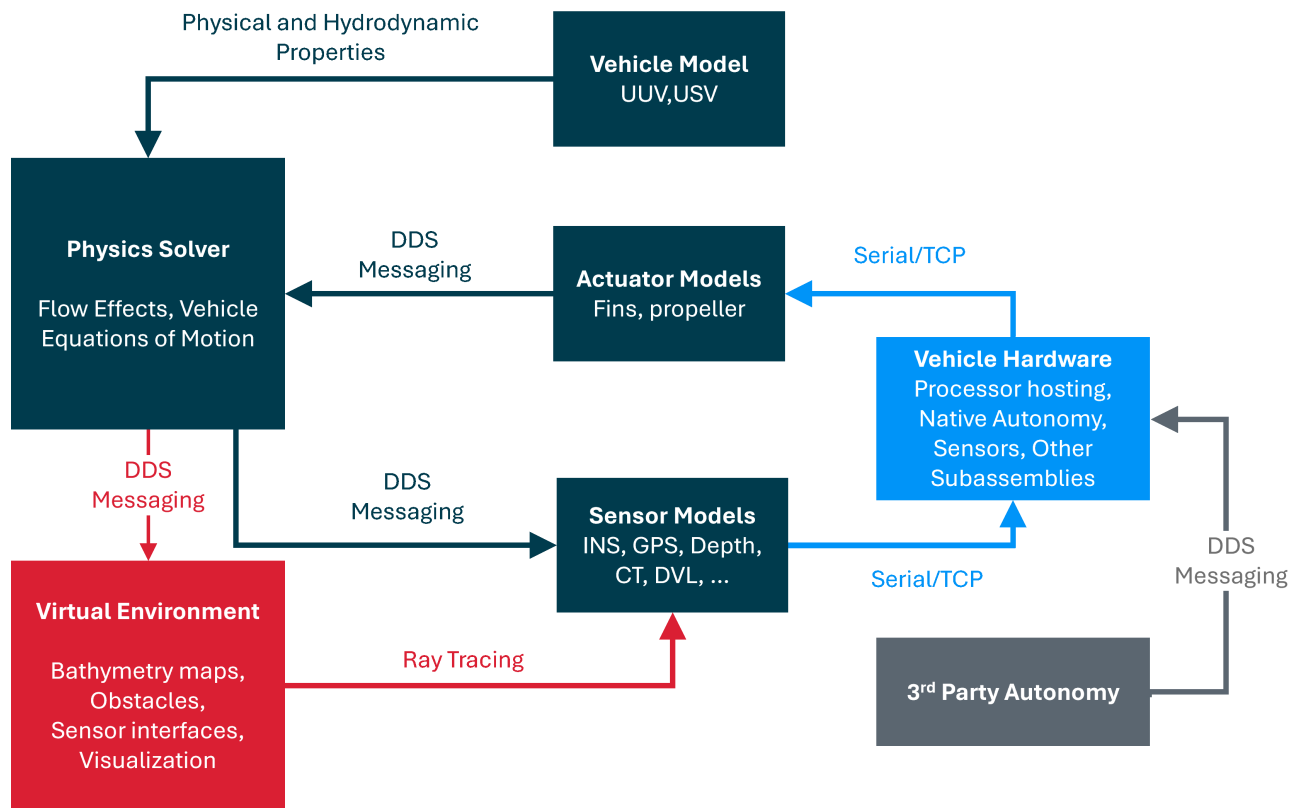 Physical and Hydrodynamic
Properties
Vehicle Model
UUV,USV
Physics Solver
Flow Effects, Vehicle
Equations of Motion
DDS
Messaging
Actuator Models
Fins, propeller
Serial/TCP
Vehicle Hardware
Processor hosting,
Native Autonomy,
Sensors, Other
Subassemblies
DDS
Messaging
DDS
Messaging
Sensor Models
INS, GPS, Depth,
CT, DVL, ...
Serial/TCP
DDS
Messaging
Virtual Environment
Bathymetry maps,
Obstacles,
Sensor interfaces,
Visualization
Ray Tracing
3rd Party Autonomy